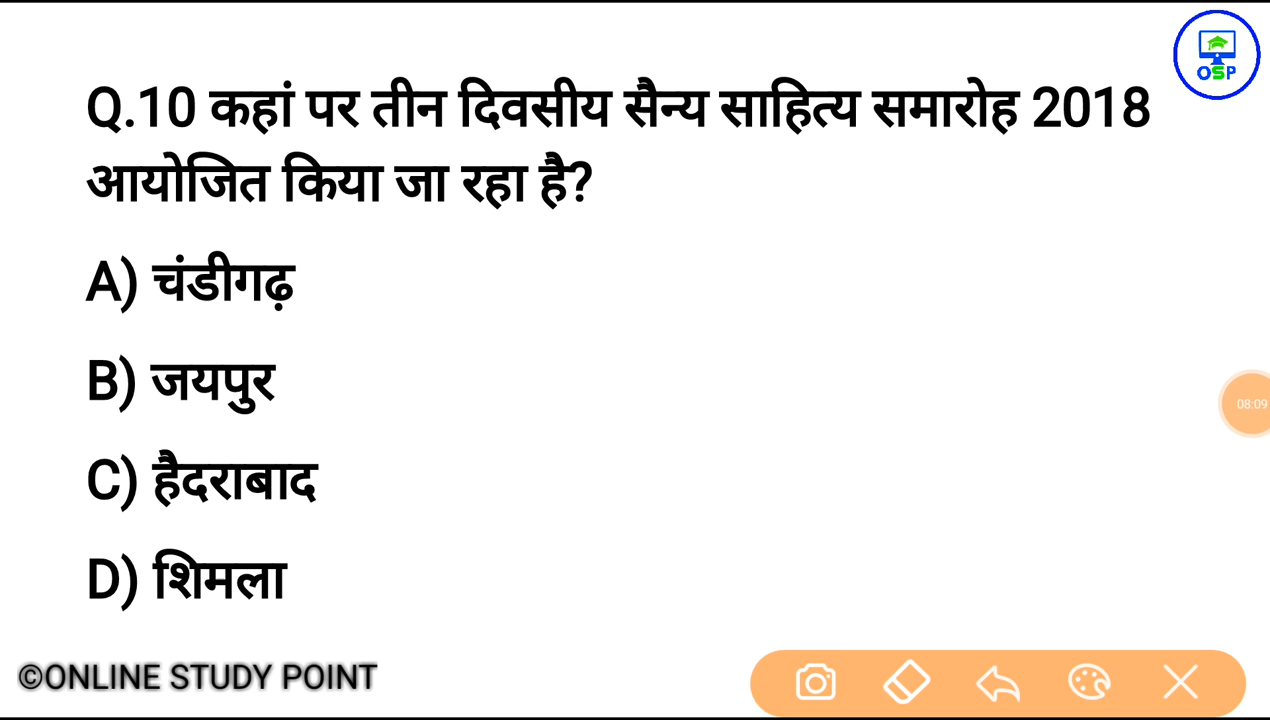 OSP
Q.10 कहां पर तीन दिवसीय सैन्य साहित्य समारोह 2018
आयोजित किया जा रहा है?
A) चंडीगढ़
B) जयपुर
C) हैदराबाद
D) शिमला
08:09
©ONLINE STUDY POINT